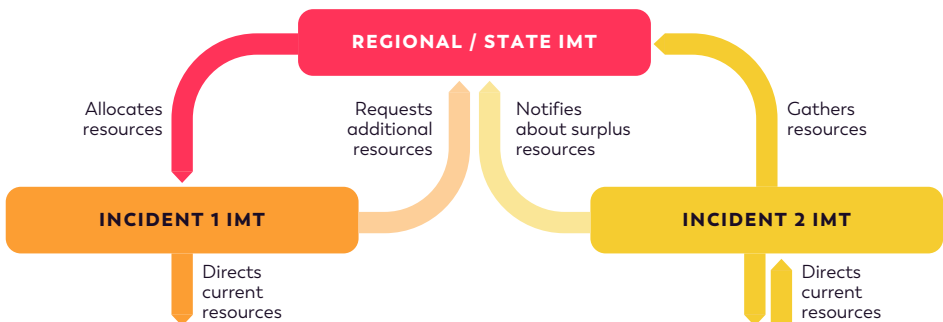 REGIONAL / STATE IMT
Allocates
resources
Requests
additional
resources
Notifies
about surplus
resources
Gathers
resources
INCIDENT 1 IMT
INCIDENT 2 IMT
Directs
current
resources
Directs
current
resources